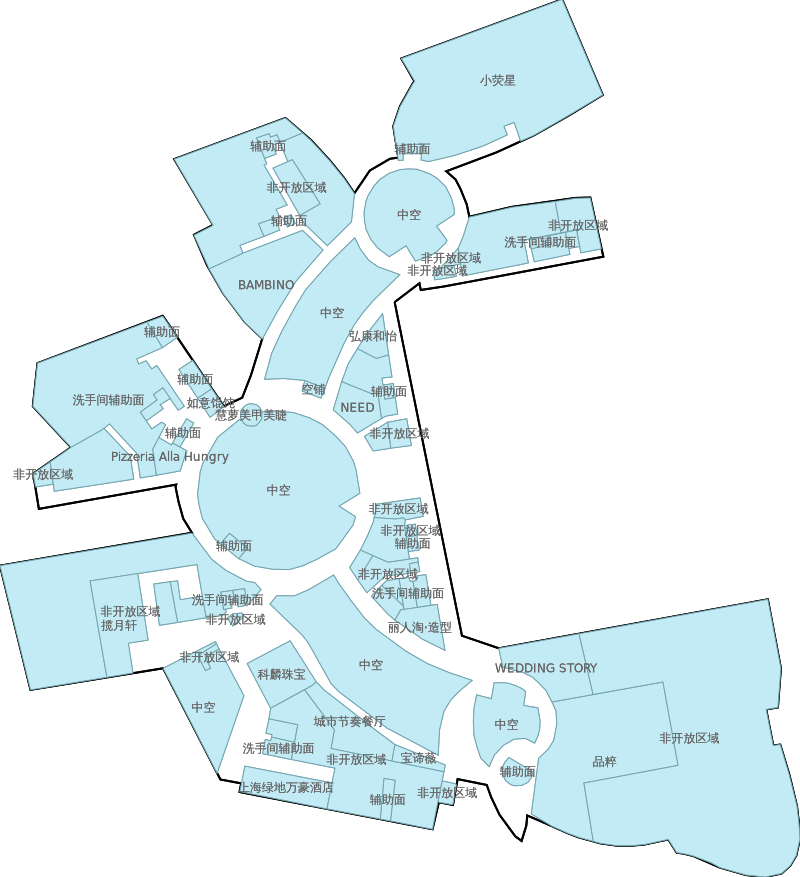 小荧星
辅助面
辅助面
非开放区域
中空
辅助面
非开放区域
洗手间辅助面
非开放区域
非开放区域
BAMBINO
中空
辅助面
弘康和怡
辅助面
空铺
辅助面
洗手间辅助面
如意馄饨
NEED
慧萝美甲美睫
辅助面
非开放区域
Pizzeria Alla Hungry
非开放区域
中空
非开放区域
非开放区域
辅助面
辅助面
非开放区域
洗手间辅助面
洗手间辅助面
非开放区域
揽月轩
非开放区域
丽人淘·造型
非开放区域
中空
WEDDING STORY
科麟珠宝
中空
城市节奏餐厅
中空
非开放区域
洗手间辅助面
非开放区域
宝谛薇
品粹
辅助面
上海绿地万豪酒店
非开放区域
辅助面